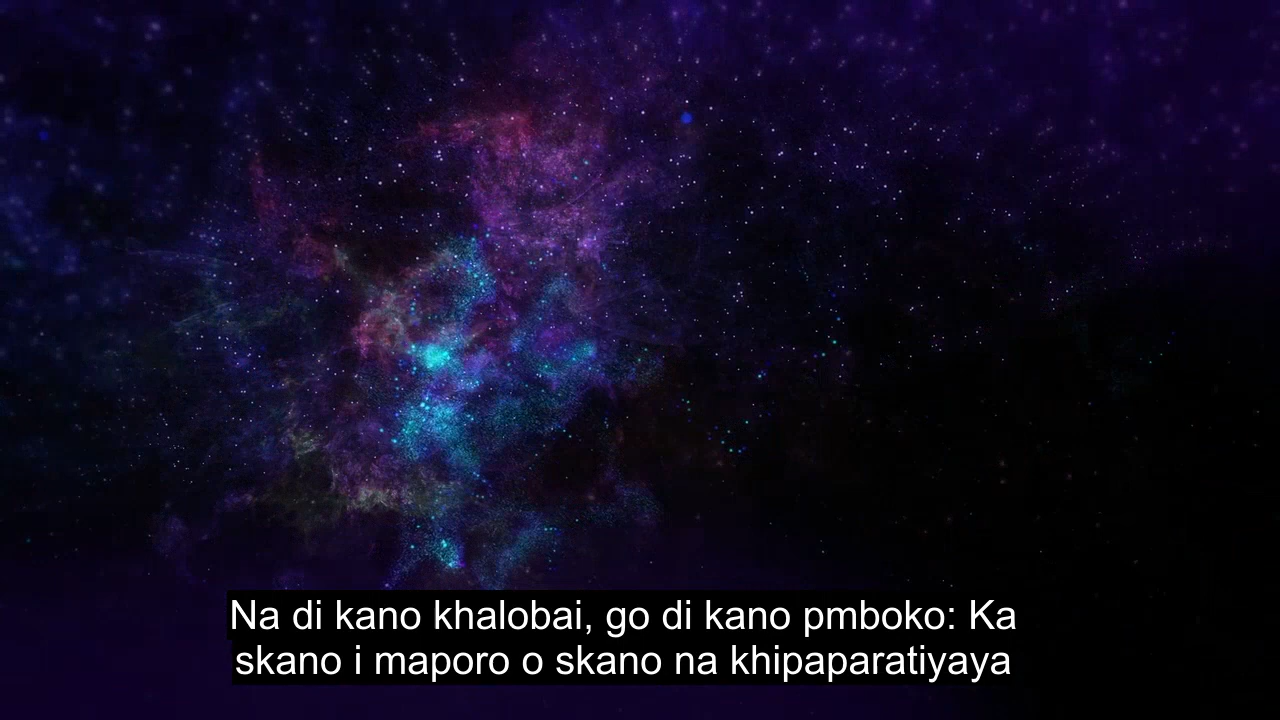 Na di kano khalobai, go di kano pmboko: Ka
skano i maporo o skano na khipaparatiyaya